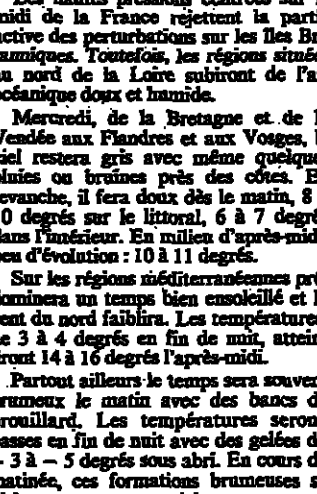 midi de la France rejettent la parti
active des perturbations sur les îles Br
anniques. Toutefois, les régions situé
au nord de la Loire subiront de l'a
océanique doux et humide.
Mercredi, de la Bretagne et de l
Vendée aux Flandres et aux Vosges, l
ciel restera gris avec même quelque
pluies ou bruines près des côtes. E
revanche, il fera doux dès le matin, 8
10 degrés sur le littoral, 6 à 7 degré
dans l'intérieur. En milieu d'après-midi
peu d'évolution : 10 à 11 degrés.
Sur les régions méditerranéennes pré
dominera un temps bien ensoleillé et l
vent du nord faiblira. Les températures
de 3 à 4 degrés en fin de nuit, attein
dront 14 à 16 degrés l'après-midi.
Partout ailleurs le temps sera souven
brumeux le matin avec des bancs d
brouillard. Les températures seron
basses en fin de nuit avec des gelées d
- 3 à - 5 degrés sous abri. En cours d
matinée, ces formations brumeuses s